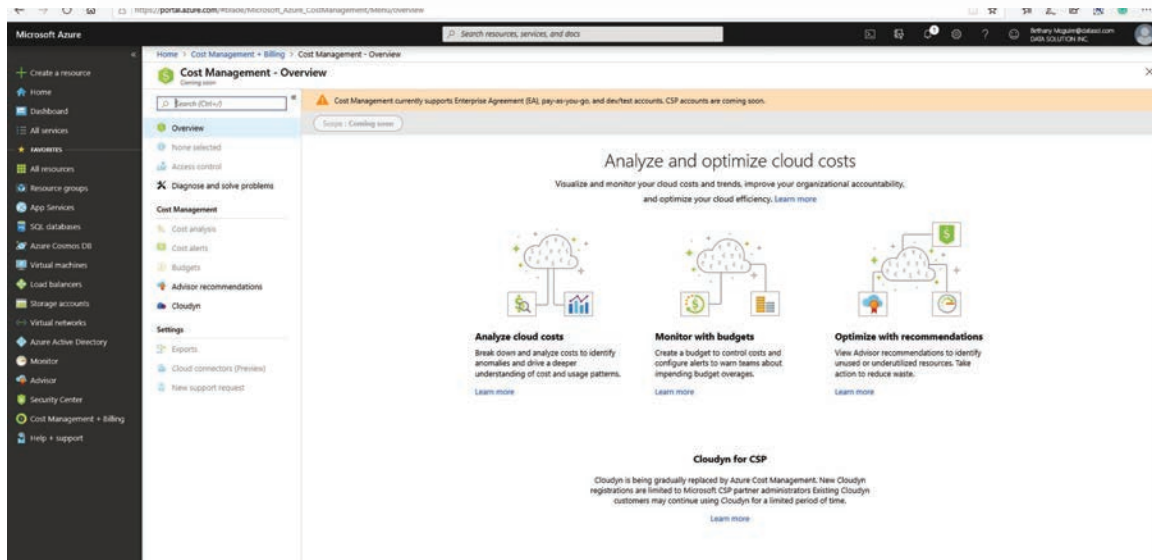 https://portal.azure.com/#blade/Microsoft_Azure_CostManagement/Menu/overview
Microsoft Azure
Search resources, services, and docs
DATA SOLUTION INC.
Create a resource
Home
Dashboard
All services
FAVORITES
All resources
Resource groups
App Services
SQL databases
Azure Cosmos DB
Virtual machines
Load balancers
Storage accounts
Virtual networks
Azure Active Directory
Monitor
Advisor
Security Center
Cost Management + Billing
Help + support
Home > Cost Management + Billing > Cost Management - Overview
Cost Management - Overview
Coming soon
Search (Ctrl+/)
Overview
None selected
Access control
Diagnose and solve problems
Cost Management
Cost analysis
Cost alerts
Budgets
Advisor recommendations
Cloudyn
Settings
Exports
Cloud connectors (Preview)
New support request
Cost Management currently supports Enterprise Agreement (EA), pay-as-you-go, and dev/test accounts. CSP accounts are coming soon.
Scope : Coming soon
Analyze and optimize cloud costs
Visualize and monitor your cloud costs and trends, improve your organizational accountability,
and optimize your cloud efficiency. Learn more
Analyze cloud costs
Break down and analyze costs to identify
anomalies and drive a deeper
understanding of cost and usage patterns.
Learn more
Monitor with budgets
Create a budget to control costs and
configure alerts to warn teams about
impending budget overages.
Learn more
Optimize with recommendations
View Advisor recommendations to identify
unused or underutilized resources. Take
action to reduce waste.
Learn more
Cloudyn for CSP
Cloudyn is being gradually replaced by Azure Cost Management. New Cloudyn
registrations are limited to Microsoft CSP partner administrators Existing Cloudyn
customers may continue using Cloudyn for a limited period of time.
Learn more